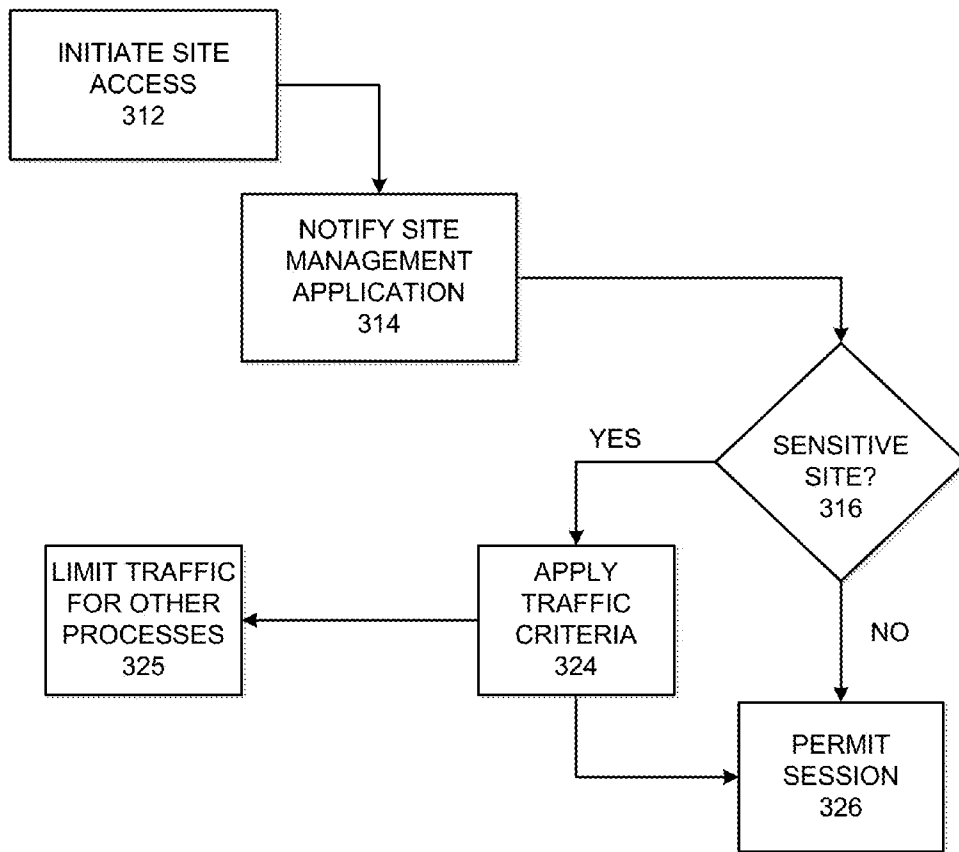 INITIATE SITE
ACCESS
312
NOTIFY SITE
MANAGEMENT
APPLICATION
314
YES
SENSITIVE
SITE?
316
LIMIT TRAFFIC
FOR OTHER
PROCESSES
325
APPLY
TRAFFIC
CRITERIA
324
NO
PERMIT
SESSION
326